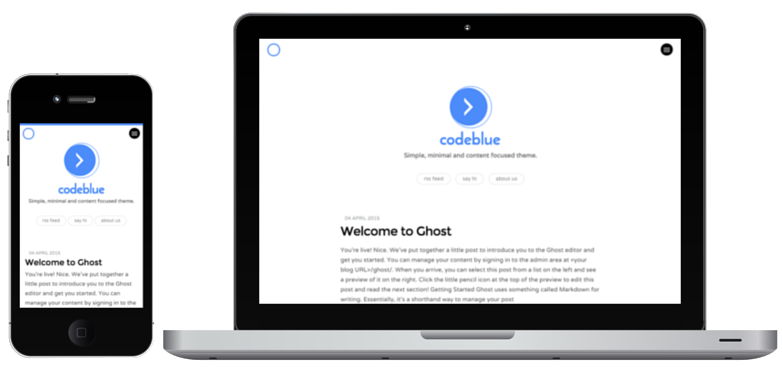 codeblue
Simple, minimal and content focused theme.
rss feed
say hi
about us
04 APRIL 2015
Welcome to Ghost
You're live! Nice. We've put together a
little post to introduce you to the Ghost
editor and get you started. You can
manage your content by signing in to the
codeblue
Simple, minimal and content focused theme.
rss feed
say hi
about us
04 APRIL 2015
Welcome to Ghost
You're live! Nice. We've put together a little post to introduce you to the Ghost editor and
get you started. You can manage your content by signing in to the admin area at <your
blog URL>/ghost/. When you arrive, you can select this post from a list on the left and see
a preview of it on the right. Click the little pencil icon at the top of the preview to edit this
post and read the next section! Getting Started Ghost uses something called Markdown for
writing. Essentially, it's a shorthand way to manage your post